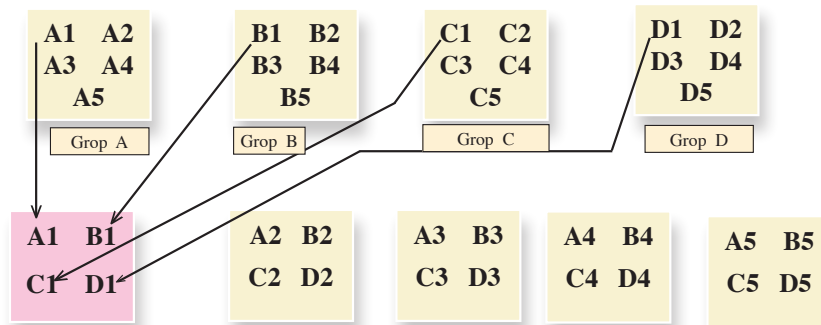 A1 A2
A3 A4
A5
Grop A
B1 B2
B3 B4
B5
Grop B
C1 C2
C3 C4
C5
Grop C
D1 D2
D3 D4
D5
Grop D
A1 B1
C1 D1
A2 B2
C2 D2
A3 B3
C3 D3
A4 B4
C4 D4
A5 B5
C5 D5